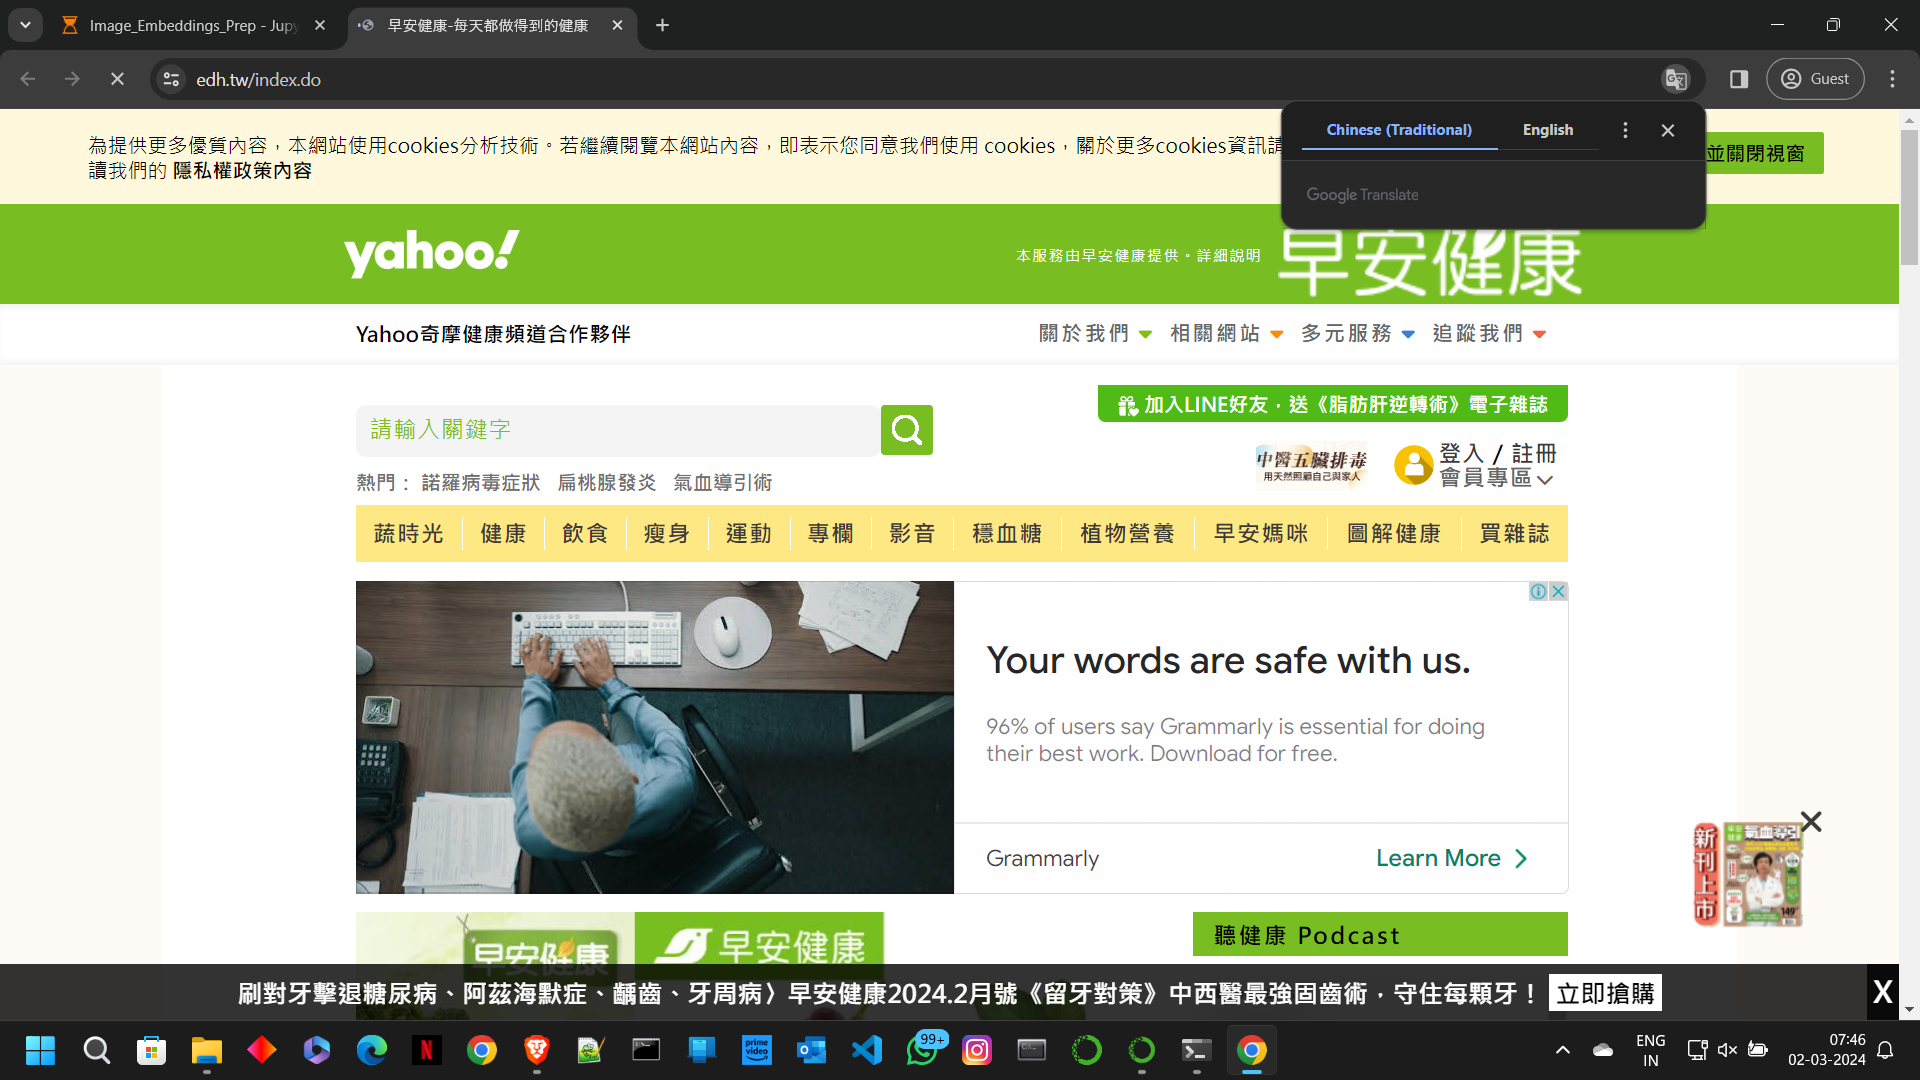 Image_Embeddings_Prep - Jupy
早安健康-每天都做得到的健康
edh.tw/index.do
Guest
為提供更多優質內容，本網站使用cookies分析技術。若繼續閱覽本網站內容，即表示您同意我們使用 cookies，關於更多cookies資訊請
讀我們的 隱私權政策內容
並關閉視窗
Chinese (Traditional)
English
Google Translate
yahoo!
本服務由早安健康提供。詳細說明
早安健康
Yahoo奇摩健康頻道合作夥伴
關於我們
相關網站
多元服務
追蹤我們
加入LINE好友，送《脂肪肝逆轉術》電子雜誌
請輸入關鍵字
中醫五臟排毒
用天然照顧自己與家人
登入 / 註冊
會員專區
熱門： 諾羅病毒症狀 扁桃腺發炎 氣血導引術
蔬時光 健康 飲食 瘦身 運動 專欄 影音 穩血糖 植物營養 早安媽咪 圖解健康 買雜誌
Your words are safe with us.
96% of users say Grammarly is essential for doing
their best work. Download for free.
Grammarly
Learn More
新刊上市
氣血導引
149
早安健康
早安健康
聽健康 Podcast
刷對牙擊退糖尿病、阿茲海默症、齲齒、牙周病〉早安健康2024.2月號《留牙對策》中西醫最強固齒術，守住每顆牙！ 立即搶購
X
prime video
99+
ENG
IN
07:46
02-03-2024